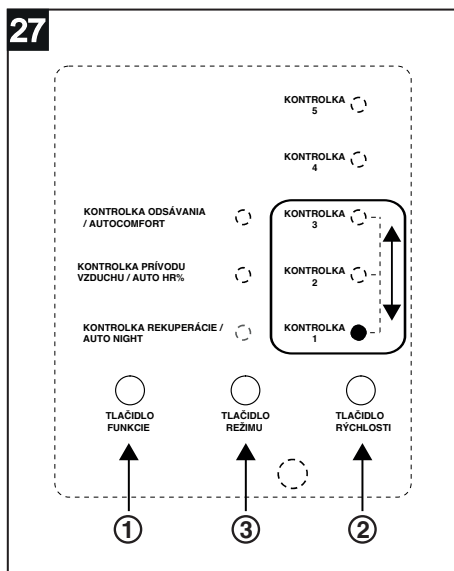 27
KONTROLKA
5
KONTROLKA
4
KONTROLKA ODSÁVANIA
/ AUTOCOMFORT
KONTROLKA
3
KONTROLKA PRÍVODU
VZDUCHU / AUTO HR%
KONTROLKA
2
KONTROLKA REKUPERÁCIE /
AUTO NIGHT
KONTROLKA
1
TLAČIDLO
FUNKCIE
TLAČIDLO
REŽIMU
TLAČIDLO
RÝCHLOSTI
1
3
2